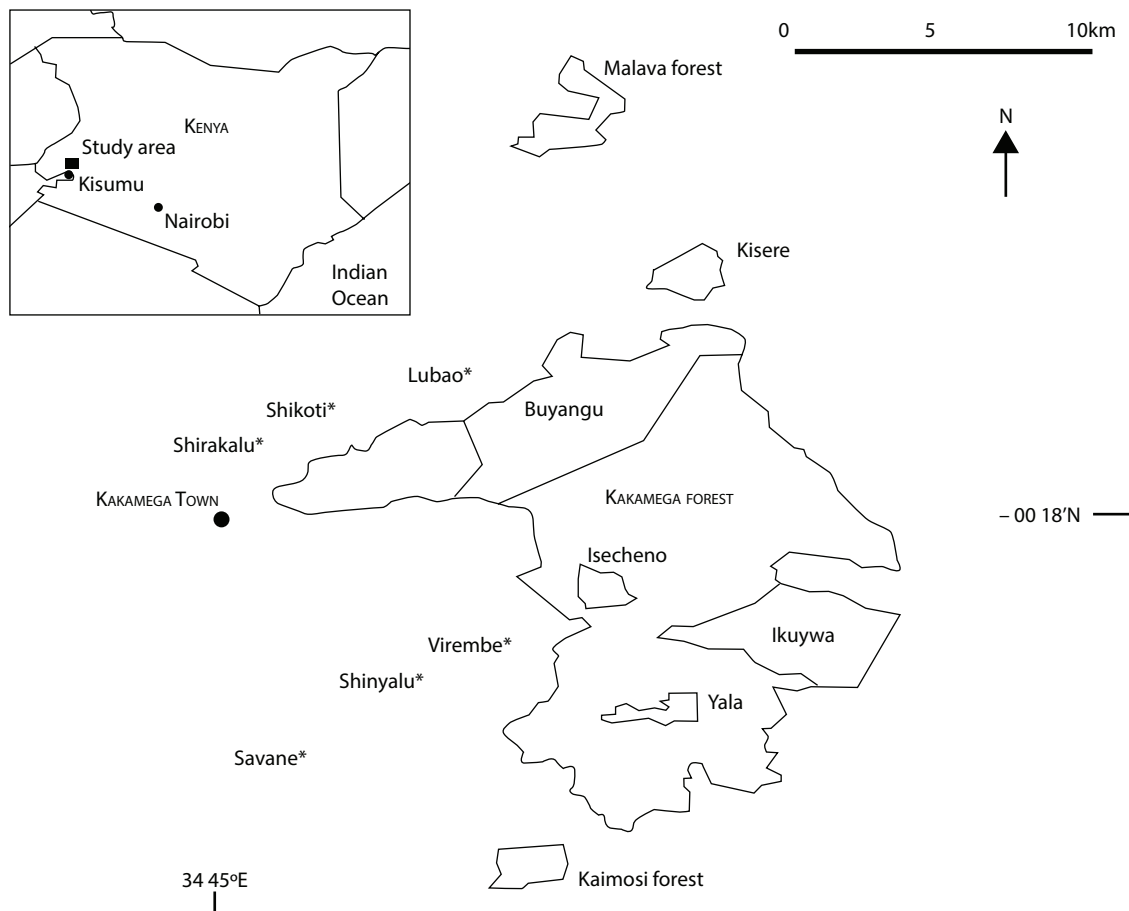 0 5 10km
Malava forest
N
KENYA
Study area
Kisumu
Nairobi
Indian
Ocean
Kisere
Lubao*
Buyangu
Shikoti*
Shirakalu*
KAKAMEGA TOWN
KAKAMEGA FOREST
– 00 18’N
Isecheno
Ikuywa
Virembe*
Shinyalu*
Yala
Savane*
34 45ºE
Kaimosi forest